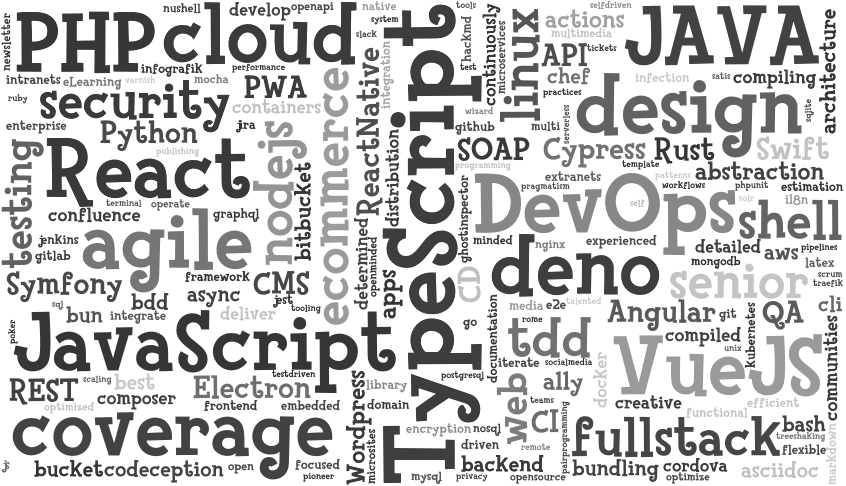 newsletter
PHP
cloud
nushell
develop
openapi
native
system
slack
tools
selfdriven
actions
multimedia
JAVA
architecture
infografik
performance
intranets
eLearning
varnish
mocha
PWA
ReactNative
integration
TypeScript
hackmd
test
continuously
microservices
linux
API
tickets
chef
practices
infection
satis
compiling
ruby
security
containers
ecommerce
wizard
design
sqlite
enterprise
Python
jra
nodejs
github
multi
serverless
testing
React
publishing
bitbucket
distribution
SOAP
programming
Cypress
template
Rust
Swift
abstraction
terminal
operate
ghostinspector
extranets
pragmatism
patterns
workflows
phpunit
estimation
confluence
graphql
DevOps
self
solr
i18n
shell
jenkins
gitlab
agile
determined
openminded
minded
nginx
experienced
detailed
mongodb
aws
pipelines
latex
Symfony
framework
CMS
apps
CD
deno
senior
scrum
traefik
sql
bdd
async
jest
tooling
documentation
media
e2e
talented
bun
integrate
deliver
go
rome
Angular
git
kubernetes
QA
cli
communities
poker
JavaScript
tdd
compiled
unix
VueJS
REST
scaling
best
testdriven
Electron
library
postgresql
iterate
socialmedia
docker
web
ally
optimized
composer
frontend
embedded
Wordpress
microsites
domain
teams
CI
pairprogramming
creative
functional
efficient
coverage
encryption
nosql
driven
remote
fullstack
bash
treeshaking
flexible
markdown
bucket
codeception
open
focused
pioneer
mysql
privacy
backend
opensource
bundling
cordova
optimize
asciidoc